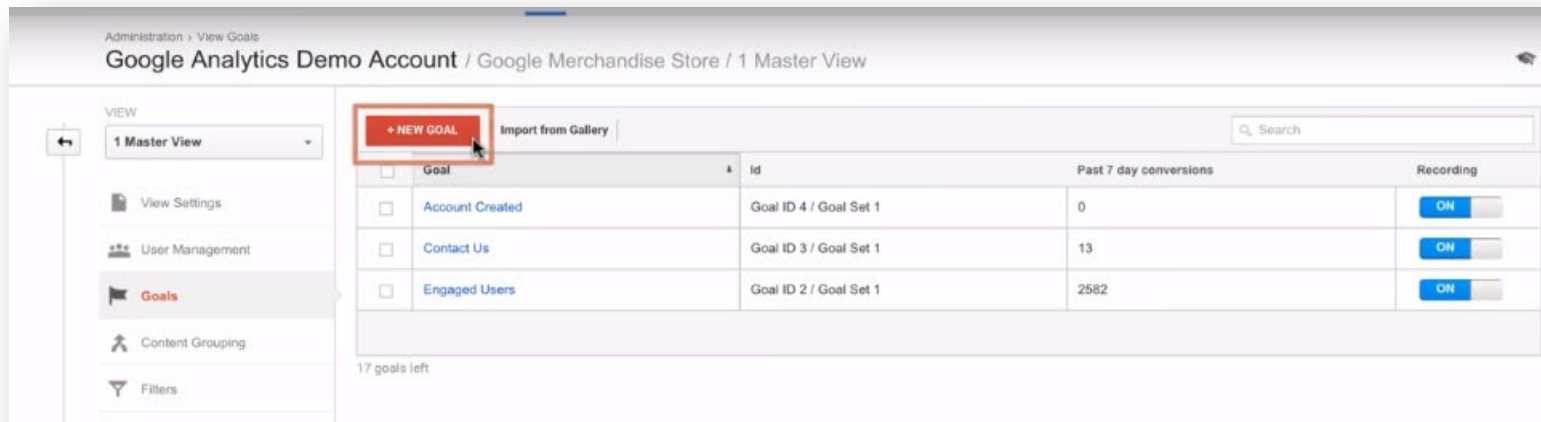 Administration › View Goals
Google Analytics Demo Account / Google Merchandise Store / 1 Master View
VIEW
1 Master View
View Settings
User Management
Goals
Content Grouping
Filters
+ NEW GOAL Import from Gallery Search
Goal Id Past 7 day conversions Recording
Account Created Goal ID 4 / Goal Set 1 0 ON
Contact Us Goal ID 3 / Goal Set 1 13 ON
Engaged Users Goal ID 2 / Goal Set 1 2582 ON
17 goals left